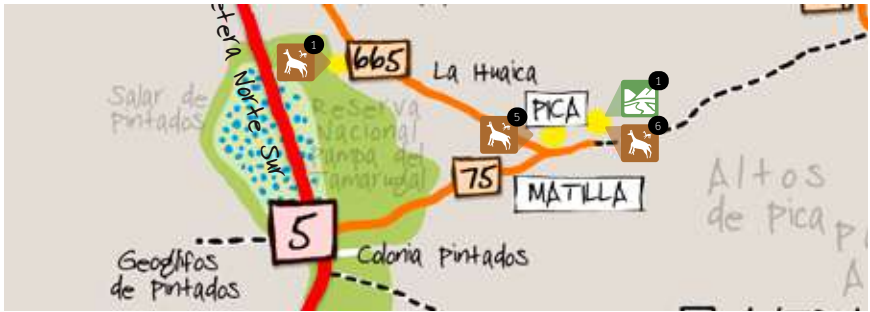 etera Norte Sur
1
665
La Huaica
Salar de
pintados
Reserva
Nacional
Pampa del
Tamarugal
5
PICA
1
6
75
MATILLA
Altos
de pica
5
Geoglifos
de pintados
Colonia pintados